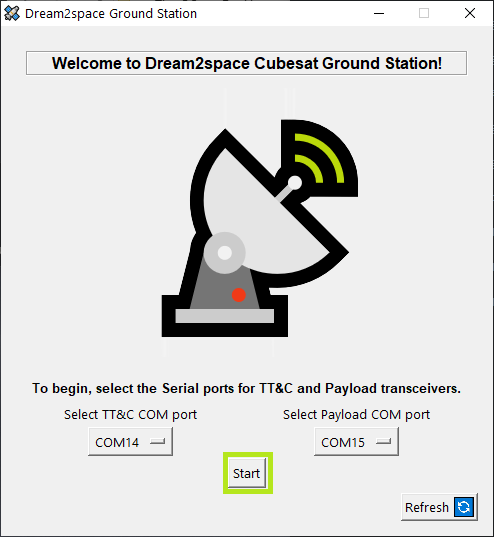 Dream2space Ground Station
Welcome to Dream2space Cubesat Ground Station!
To begin, select the Serial ports for TT&C and Payload transceivers.
Select TT&C COM port
Select Payload COM port
COM14
COM15
Start
Refresh